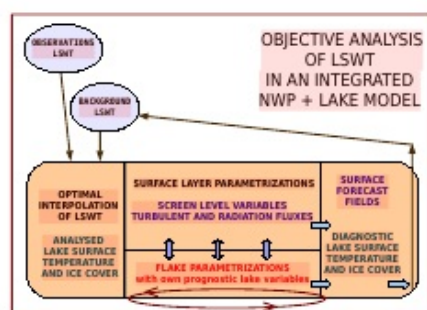 OBSERVATIONS
LSWT
OBJECTIVE ANALYSIS
OF LSWT
IN AN INTEGRATED
NWP + LAKE MODEL
BACKGROUND
LSWT
OPTIMAL
INTERPOLATION
OF LSWT
ANALYSED
LAKE SURFACE
TEMPERATURE
AND ICE COVER
SURFACE LAYER PARAMETRIZATIONS
SCREEN LEVEL VARIABLES
TURBULENT AND RADIATION FLUXES
FLAKE PARAMETRIZATIONS
with own prognostic lake variables
SURFACE
FORECAST
FIELDS
DIAGNOSTIC
LAKE SURFACE
TEMPERATURE
AND ICE COVER